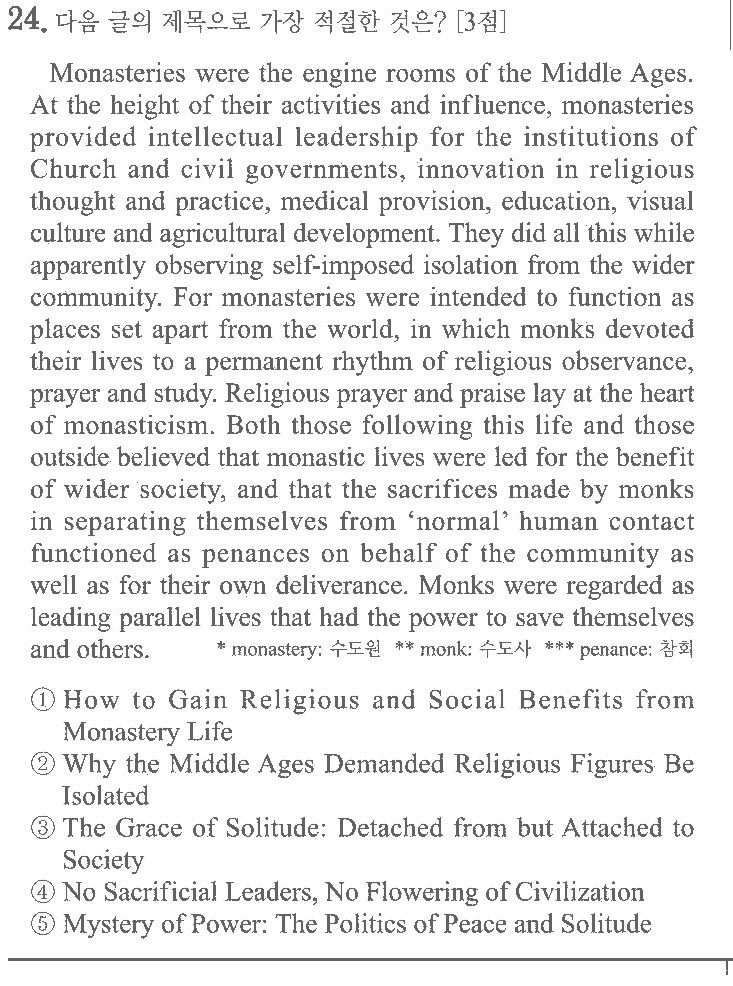 24. 다음 글의 제목으로 가장 적절한 것은? [3점]
Monasteries were the engine rooms of the Middle Ages.
At the height of their activities and influence, monasteries
provided intellectual leadership for the institutions of
Church and civil governments, innovation in religious
thought and practice, medical provision, education, visual
culture and agricultural development. They did all this while
apparently observing self-imposed isolation from the wider
community. For monasteries were intended to function as
places set apart from the world, in which monks devoted
their lives to a permanent rhythm of religious observance,
prayer and study. Religious prayer and praise lay at the heart
of monasticism. Both those following this life and those
outside believed that monastic lives were led for the benefit
of wider society, and that the sacrifices made by monks
in separating themselves from ‘normal’ human contact
functioned as penances on behalf of the community as
well as for their own deliverance. Monks were regarded as
leading parallel lives that had the power to save themselves
and others. * monastery: 수도원 ** monk: 수도사 *** penance: 참회
① How to Gain Religious and Social Benefits from
Monastery Life
② Why the Middle Ages Demanded Religious Figures Be
Isolated
③ The Grace of Solitude: Detached from but Attached to
Society
④ No Sacrificial Leaders, No Flowering of Civilization
⑤ Mystery of Power: The Politics of Peace and Solitude